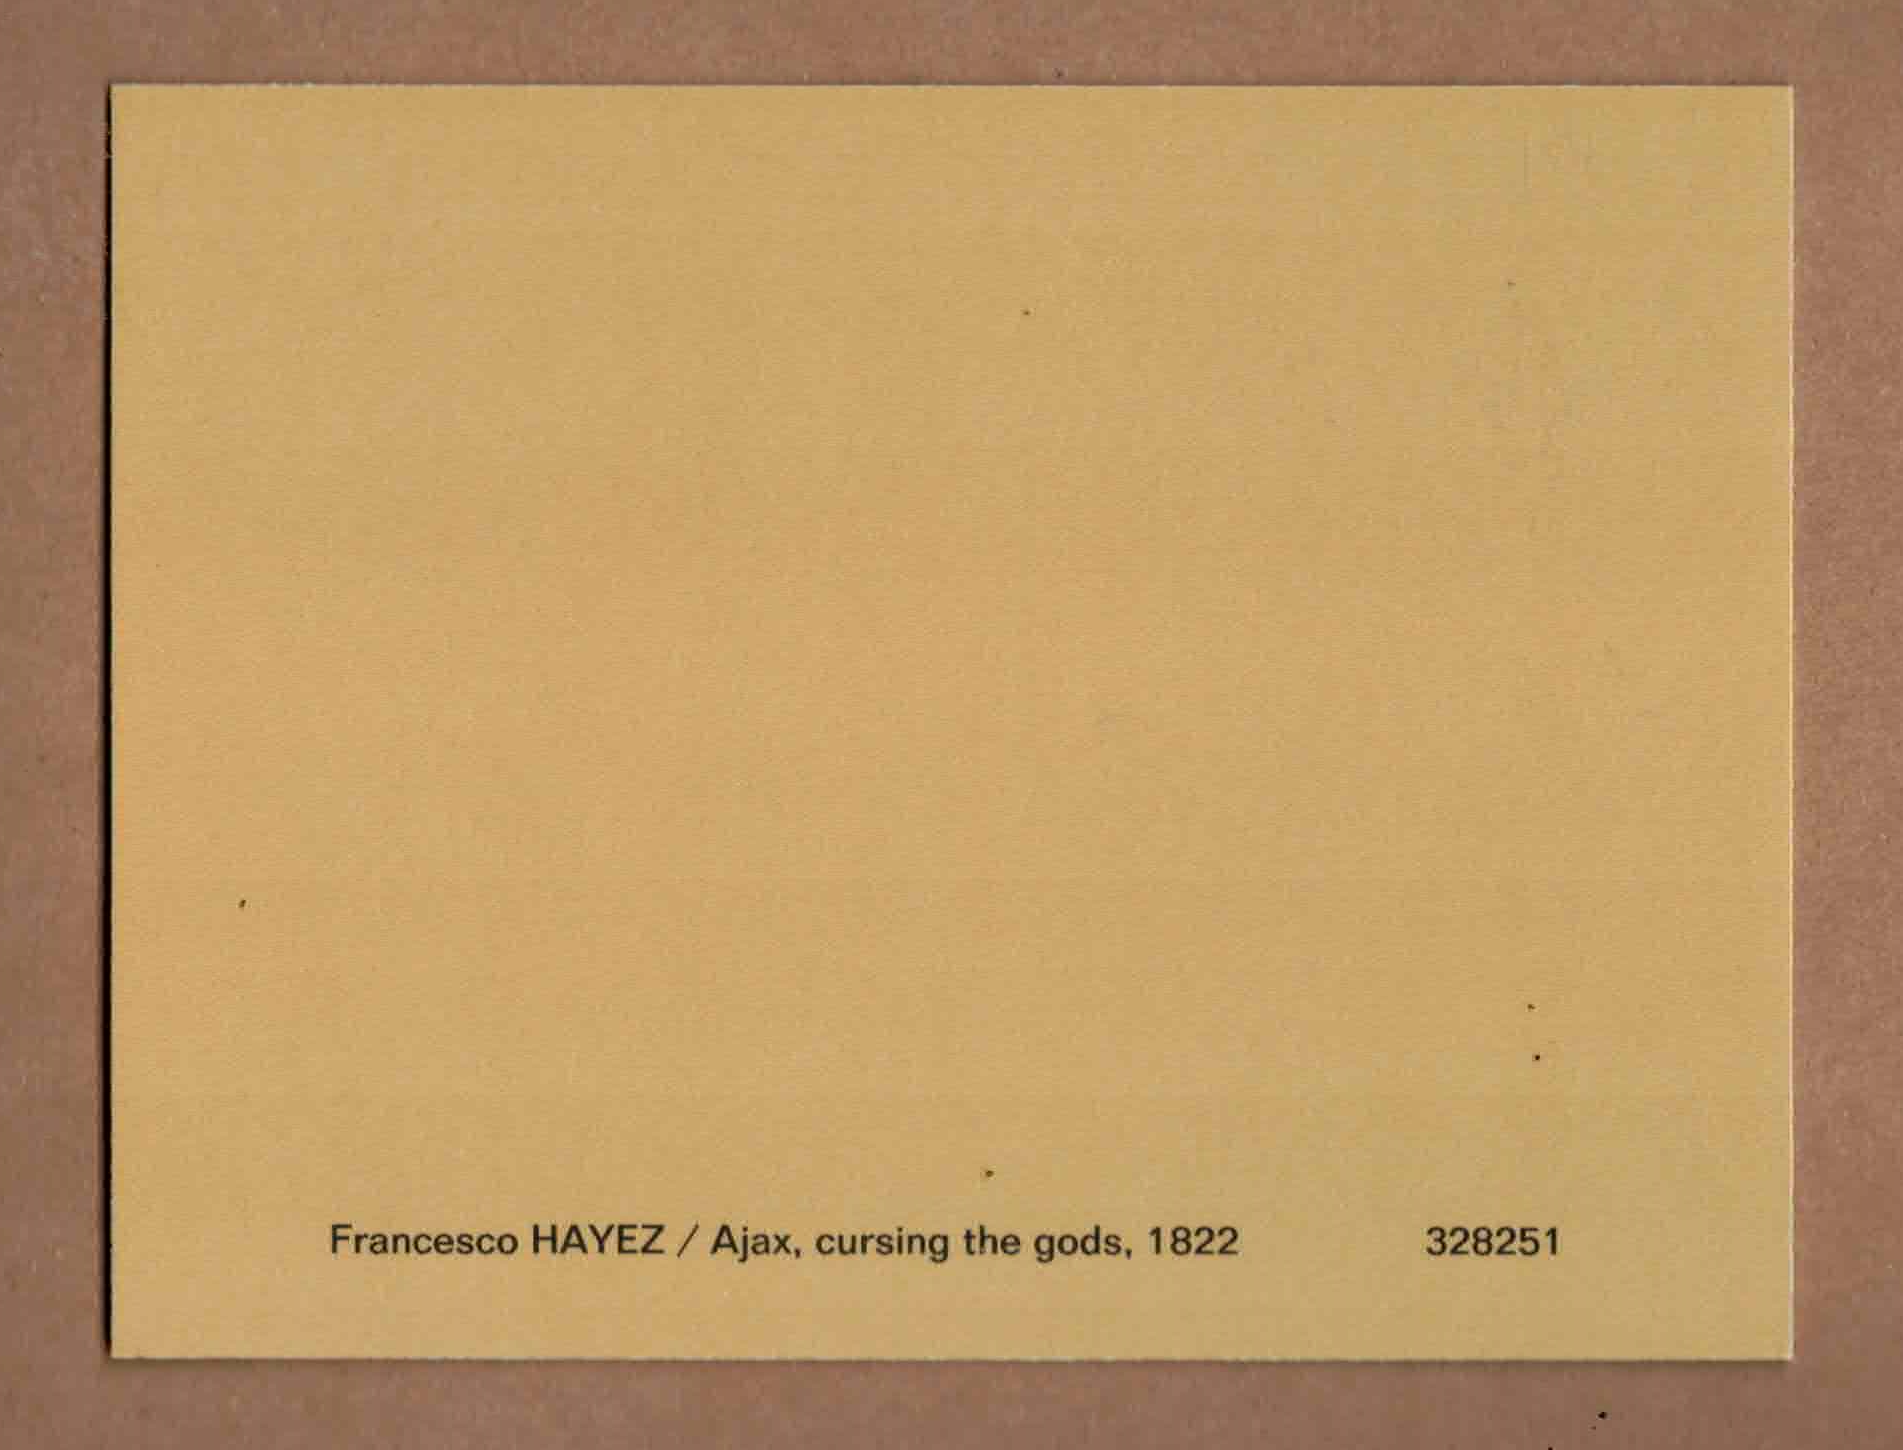 Francesco HAYEZ / Ajax, cursing the gods, 1822 328251